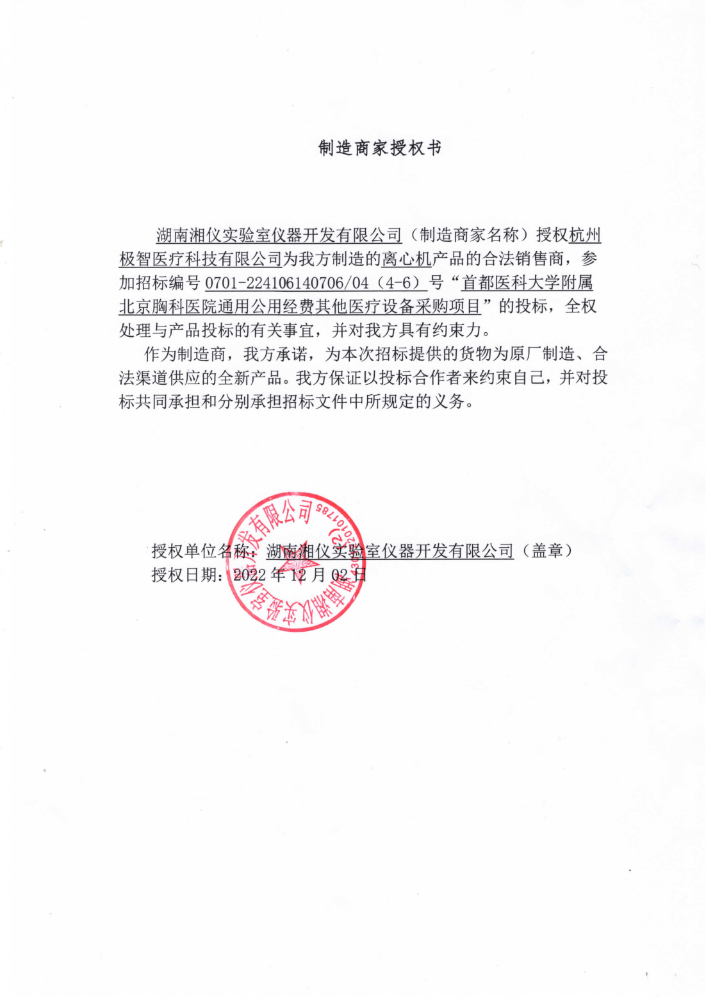 制造商家授权书
湖南湘仪实验室仪器开发有限公司（制造商家名称）授权杭州
极智医疗科技有限公司为我方制造的离心机产品的合法销售商，参
加招标编号 0701-224106140706/04（4-6）号“首都医科大学附属
北京胸科医院通用公用经费其他医疗设备采购项目”的投标，全权
处理与产品投标的有关事宜，并对我方具有约束力。
作为制造商，我方承诺，为本次招标提供的货物为原厂制造、合
法渠道供应的全新产品。我方保证以投标合作者来约束自己，并对投
标共同承担和分别承担招标文件中所规定的义务。
授权单位名称：湖南湘仪实验室仪器开发有限公司（盖章）
授权日期：2022 年 12 月 02 日
湖南湘仪实验室仪器开发有限公司
(2)